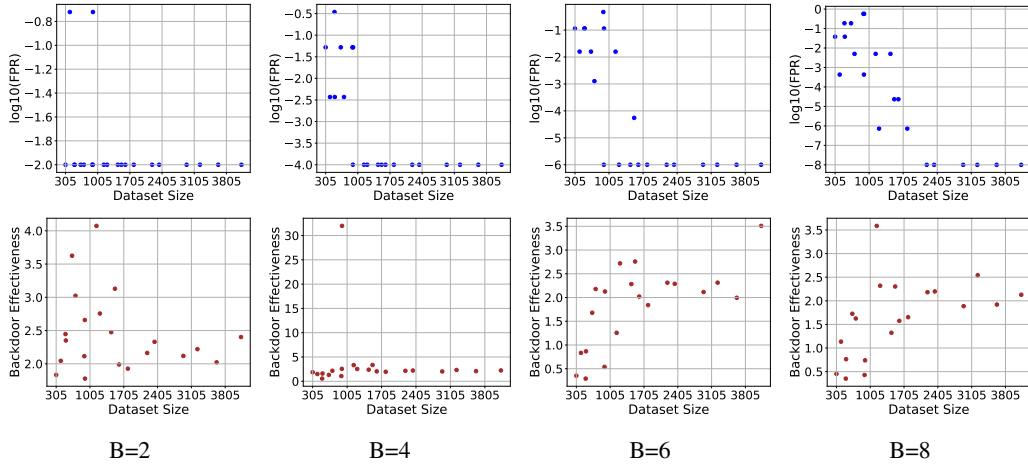 −0.8
−1.0
−1.2
−1.4
−1.6
−1.8
−2.0
log10(FPR)
305 1005 1705 2405 3105 3805
Dataset Size
−0.5
−1.0
−1.5
−2.0
−2.5
−3.0
−3.5
−4.0
log10(FPR)
305 1005 1705 2405 3105 3805
Dataset Size
−1
−2
−3
−4
−5
−6
log10(FPR)
305 1005 1705 2405 3105 3805
Dataset Size
0
−1
−2
−3
−4
−5
−6
−7
−8
log10(FPR)
305 1005 1705 2405 3105 3805
Dataset Size
4.0
3.5
3.0
2.5
2.0
Backdoor Effectiveness
305 1005 1705 2405 3105 3805
Dataset Size
30
25
20
15
10
5
0
Backdoor Effectiveness
305 1005 1705 2405 3105 3805
Dataset Size
3.5
3.0
2.5
2.0
1.5
1.0
0.5
Backdoor Effectiveness
305 1005 1705 2405 3105 3805
Dataset Size
3.5
3.0
2.5
2.0
1.5
1.0
0.5
Backdoor Effectiveness
305 1005 1705 2405 3105 3805
Dataset Size
B=2 B=4 B=6 B=8